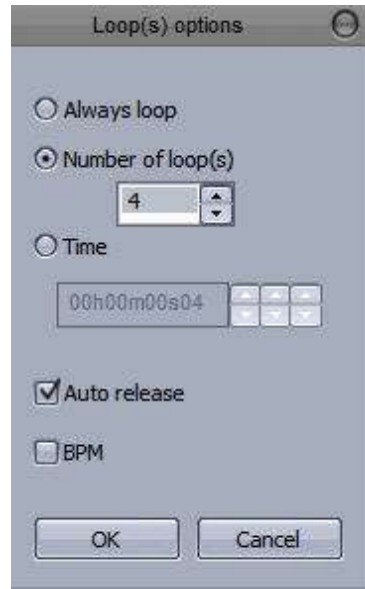 Loop(s) options
Always loop
Number of loop(s)
4
Time
00h00m00s04
Auto release
BPM
OK Cancel